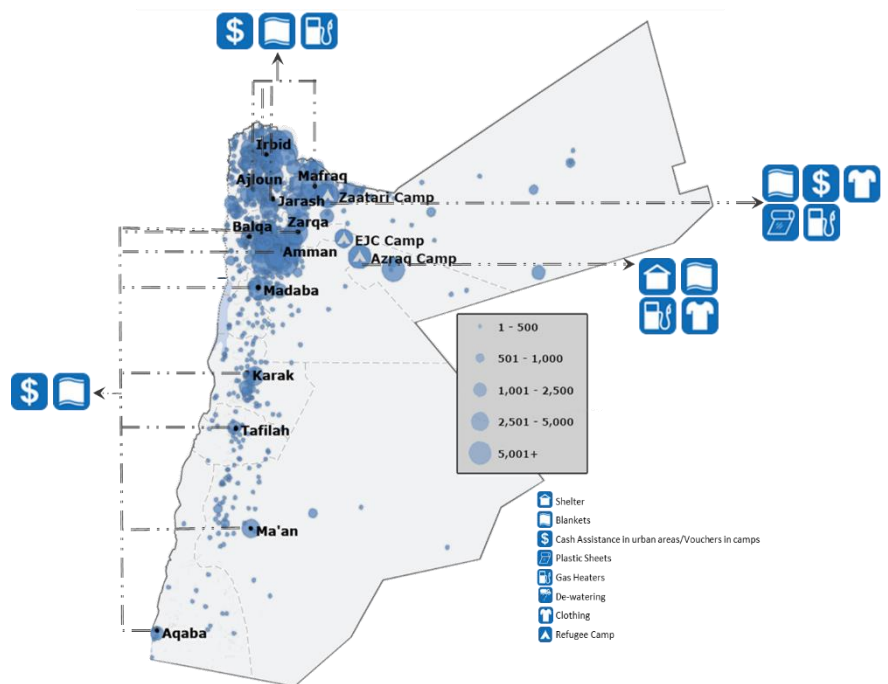 $
Irbid
Ajloun
Mafraq
Jarash
Zaatari Camp
$
Balqa
Zarqa
EJC Camp
Amman
Azraq Camp
Madaba
1 - 500
501 - 1,000
$
Karak
1,001 - 2,500
Tafilah
2,501 - 5,000
5,001+
Shelter
Blankets
Ma'an
$ Cash Assistance in urban areas/Vouchers in camps
Plastic Sheets
Gas Heaters
De-watering
Clothing
Aqaba
Refugee Camp